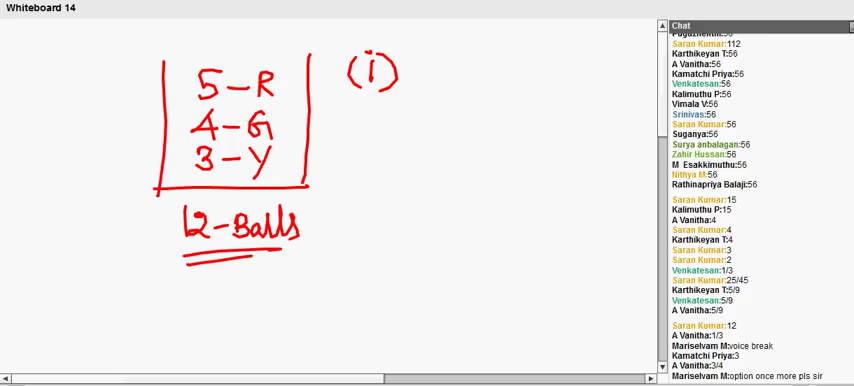 Whiteboard 14
5-R
4-G
3-Y
12-Balls
(i)
Chat
Saran Kumar:112
Karthikeyan T:56
A Vanitha:56
Kamatchi Priya:56
Venkatesan:56
Kalimuthu P:56
Vimala V:56
Srinivas:56
Saran Kumar:56
Suganya:56
Surya anbalagan:56
Zahir Hussan:56
M Esakkimuthu:56
Nithya M:56
Rathinapriya Balaji:56
Saran Kumar:15
Kalimuthu P:15
A Vanitha:4
Saran Kumar:4
Karthikeyan T:4
Saran Kumar:3
Saran Kumar:2
Venkatesan:1/3
Saran Kumar:25/45
Karthikeyan T:5/9
Venkatesan:5/9
A Vanitha:5/9
Saran Kumar:12
A Vanitha:1/3
Mariselvam M:voice break
Kamatchi Priya:3
A Vanitha:3/4
Mariselvam M:option once more pls sir